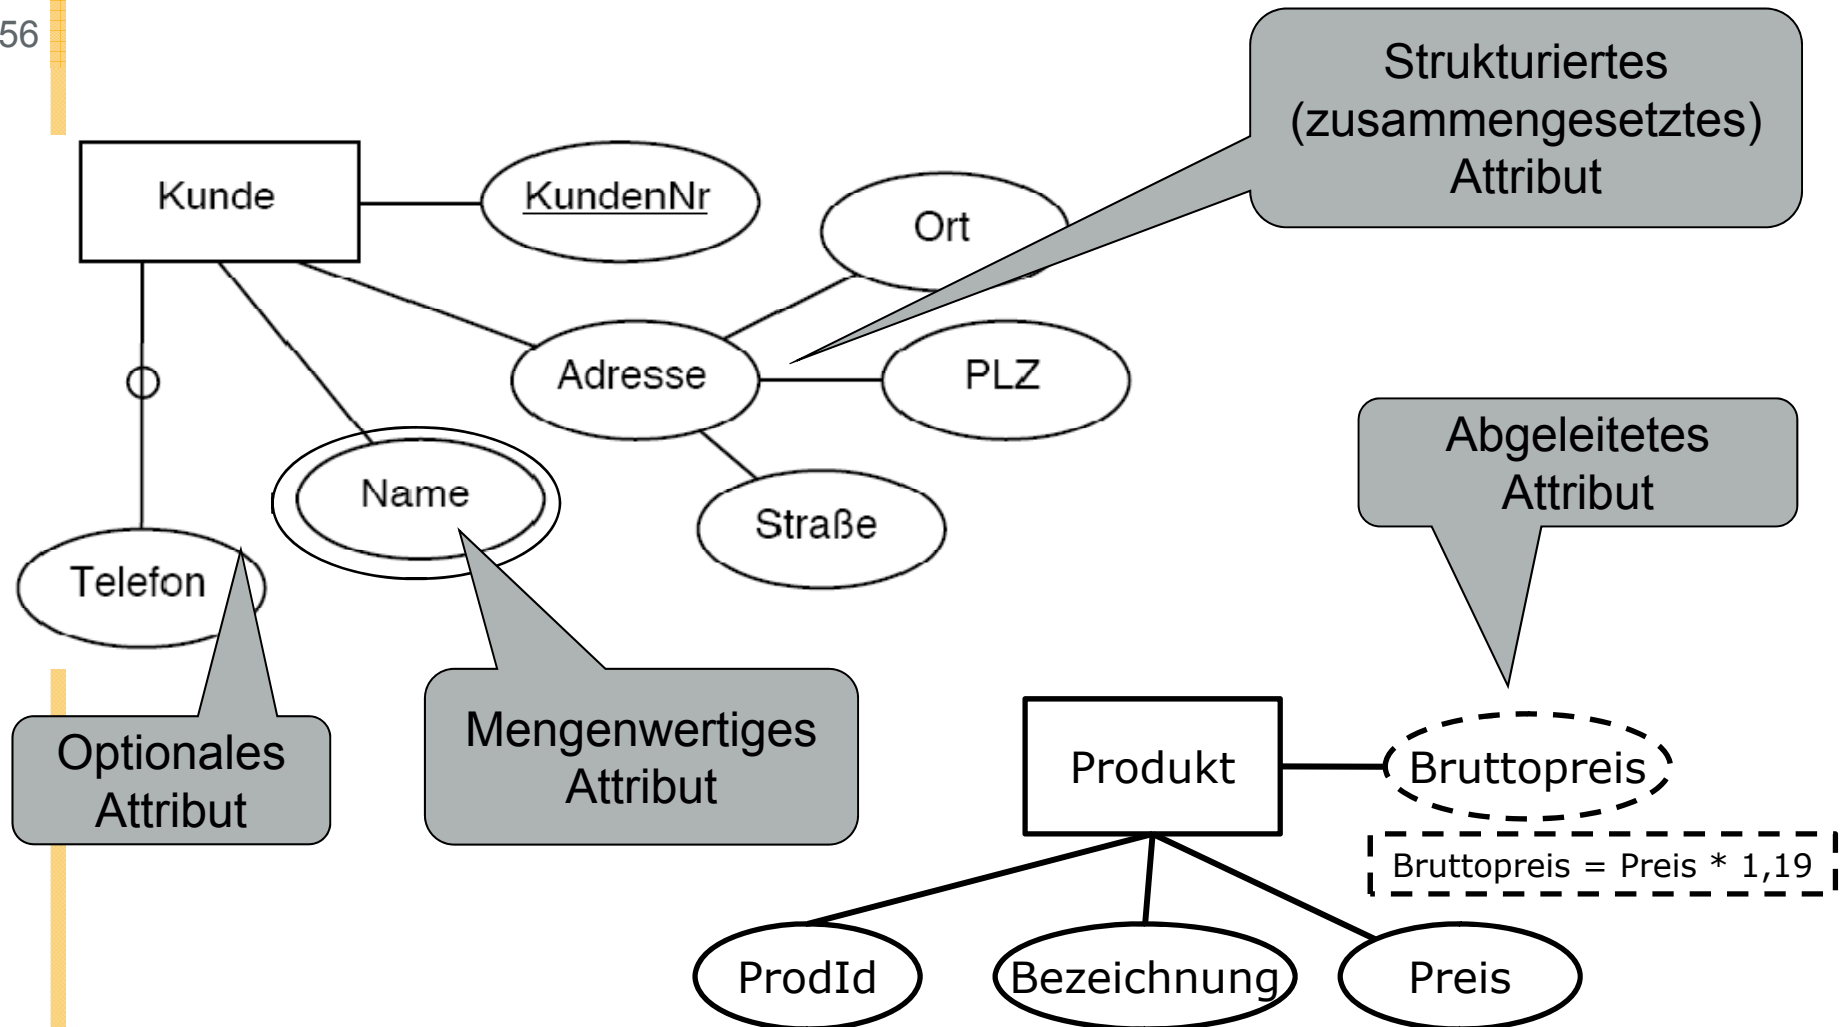 56
Strukturiertes
(zusammengesetztes)
Attribut
Kunde
KundenNr
Ort
Adresse
PLZ
Name
Straße
Telefon
Abgeleitetes
Attribut
Optionales
Attribut
Mengenwertiges
Attribut
Produkt
Bruttopreis
Bruttopreis = Preis * 1,19
ProdId
Bezeichnung
Preis